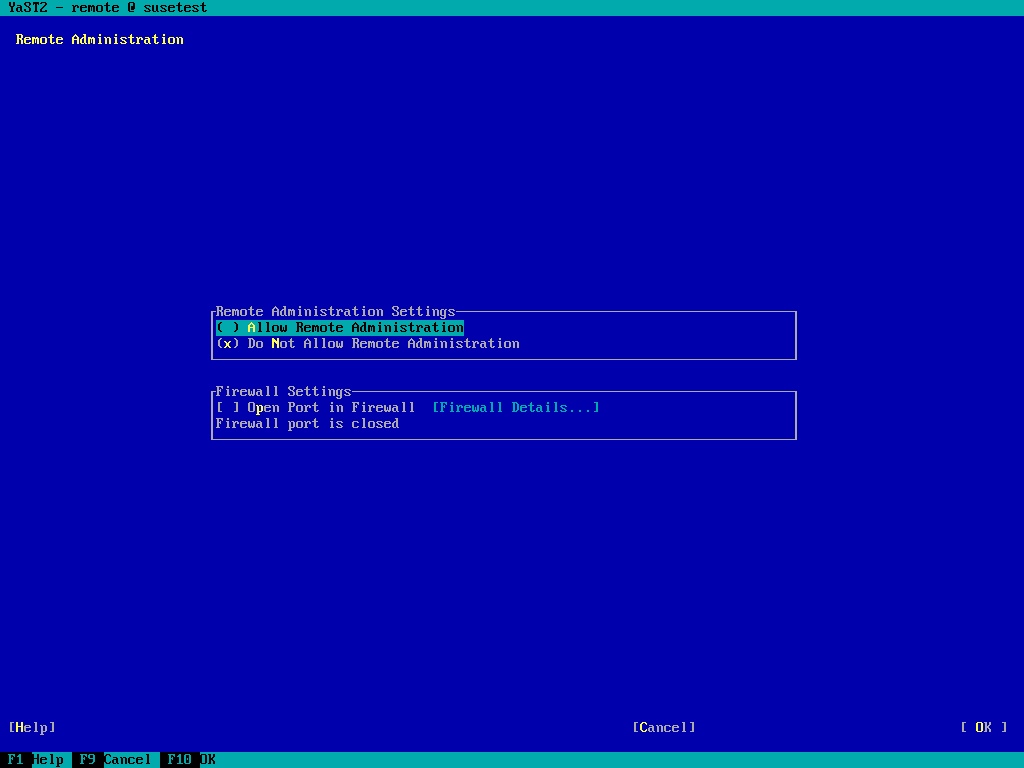 YaST2 - remote @ susetest
Remote Administration
Remote Administration Settings
( ) Allow Remote Administration
(x) Do Not Allow Remote Administration
Firewall Settings
[ ] Open Port in Firewall [Firewall Details...]
Firewall port is closed
[Help] [Cancel] [ OK ]
F1 Help F9 Cancel F10 OK